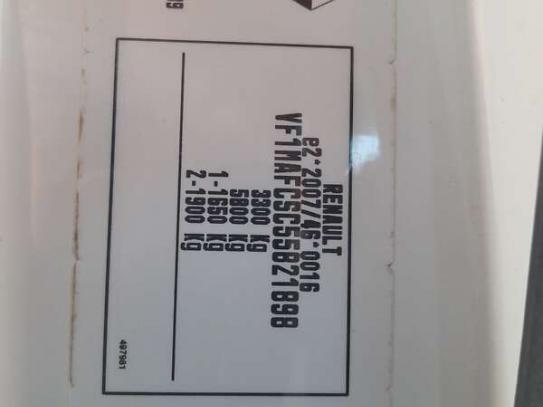 RENAULT
e2*2007/46*0016
VF1MAFCSC55821898
3300 Kg
5800 Kg
1-1650 Kg
2-1900 Kg
497981